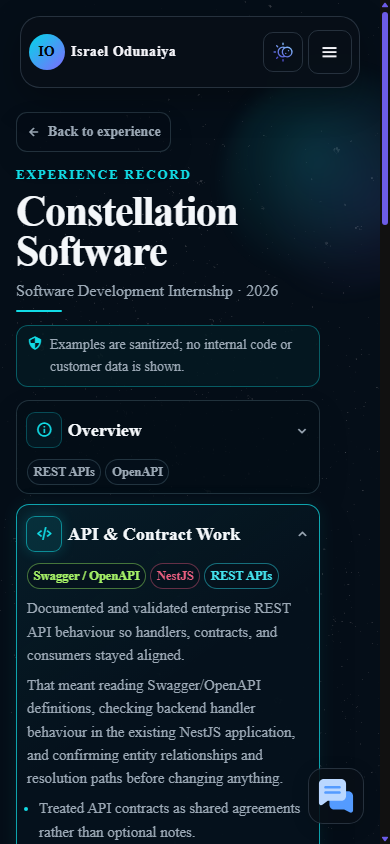 IO Israel Odunaiya
← Back to experience
EXPERIENCE RECORD
Constellation
Software
Software Development Internship · 2026
Examples are sanitized; no internal code or
customer data is shown.
Overview
REST APIs OpenAPI
</> API & Contract Work
Swagger / OpenAPI NestJS REST APIs
Documented and validated enterprise REST
API behaviour so handlers, contracts, and
consumers stayed aligned.
That meant reading Swagger/OpenAPI
definitions, checking backend handler
behaviour in the existing NestJS application,
and confirming entity relationships and
resolution paths before changing anything.
• Treated API contracts as shared agreements
rather than optional notes.